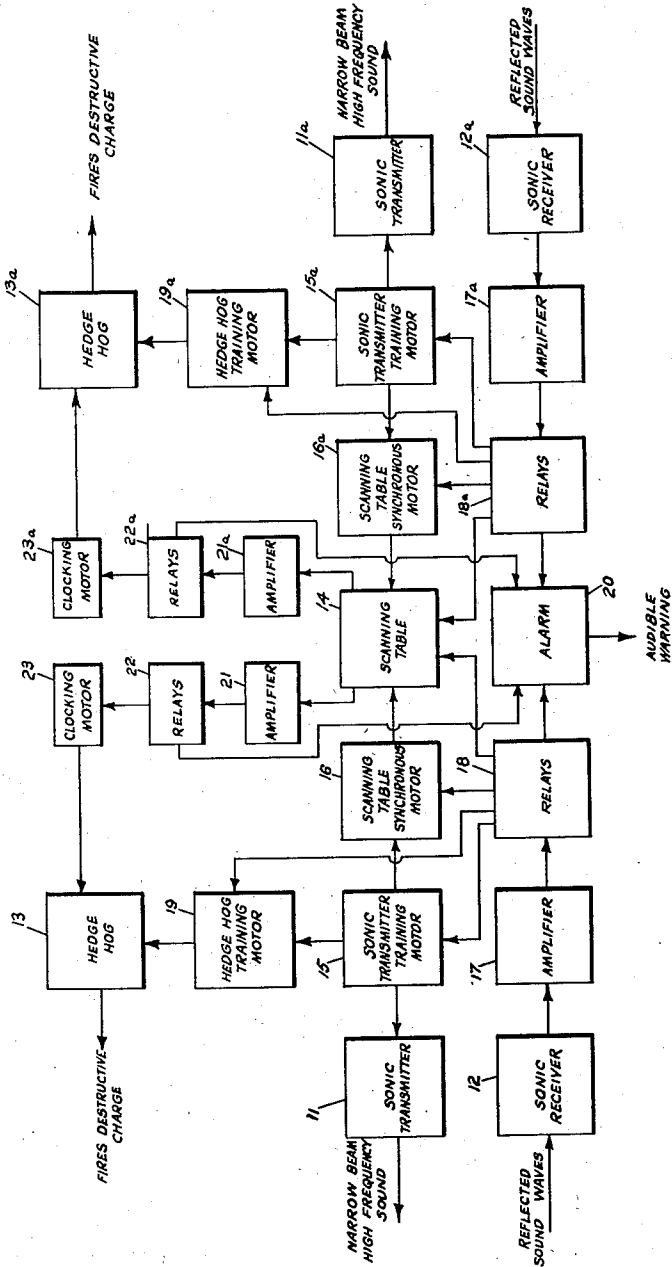 FIRES DESTRUCTIVE
CHARGE
13
HEDGE
HOG
23
CLOCKING
MOTOR
23a
CLOCKING
MOTOR
13a
HEDGE
HOG
FIRES DESTRUCTIVE
CHARGE
19
HEDGE HOG
TRAINING
MOTOR
22
RELAYS
22a
RELAYS
19a
HEDGE HOG
TRAINING
MOTOR
21
AMPLIFIER
21a
AMPLIFIER
NARROW BEAM
HIGH FREQUENCY
SOUND
11
SONIC
TRANSMITTER
15
SONIC
TRANSMITTER
TRAINING
MOTOR
16
SCANNING
TABLE
SYNCHRONOUS
MOTOR
14
SCANNING
TABLE
16a
SCANNING
TABLE
SYNCHRONOUS
MOTOR
15a
SONIC
TRANSMITTER
TRAINING
MOTOR
11a
SONIC
TRANSMITTER
NARROW BEAM
HIGH FREQUENCY
SOUND
REFLECTED
SOUND WAVES
12
SONIC
RECEIVER
17
AMPLIFIER
18
RELAYS
20
ALARM
18a
RELAYS
17a
AMPLIFIER
12a
SONIC
RECEIVER
REFLECTED
SOUND WAVES
AUDIBLE
WARNING